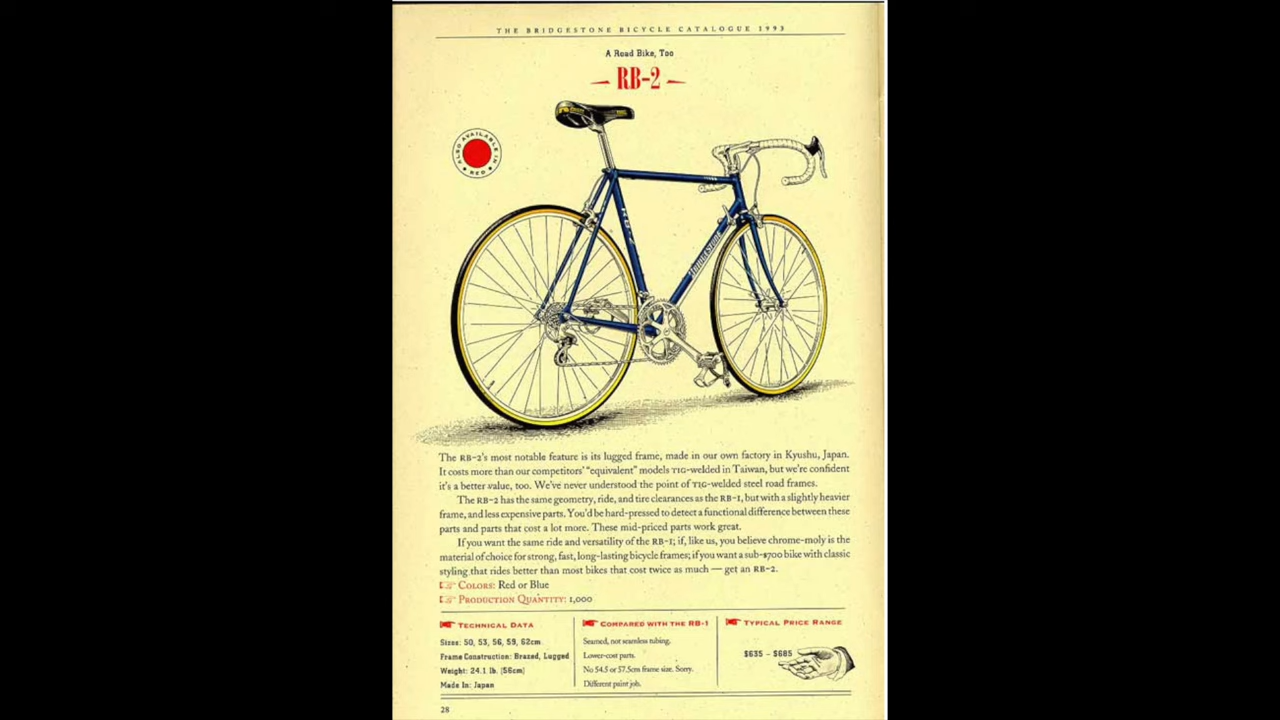 THE BRIDGESTONE BICYCLE CATALOGUE 1993
A Road Bike, Too
RB-2
ALSO AVAILABLE IN RED
RB-2
BRIDGESTONE
The RB-2's most notable feature is its lugged frame, made in our own factory in Kyushu, Japan.
It costs more than our competitors' "equivalent" models TIG-welded in Taiwan, but we're confident
it's a better value, too. We've never understood the point of TIG-welded steel road frames.
The RB-2 has the same geometry, ride, and tire clearances as the RB-1, but with a slightly heavier
frame, and less expensive parts. You'd be hard-pressed to detect a functional difference between these
parts and parts that cost a lot more. These mid-priced parts work great.
If you want the same ride and versatility of the RB-1; if, like us, you believe chrome-moly is the
material of choice for strong, fast, long-lasting bicycle frames; if you want a sub-$700 bike with classic
styling that rides better than most bikes that cost twice as much — get an RB-2.
COLORS: Red or Blue
PRODUCTION QUANTITY: 1,000
TECHNICAL DATA
Sizes: 50, 53, 56, 59, 62cm
Frame Construction: Brazed, Lugged
Weight: 24.1 lb. (56cm)
Made In: Japan
COMPARED WITH THE RB-1
Seamed, not seamless tubing.
Lower-cost parts.
No 54.5 or 57.5cm frame size. Sorry.
Different paint job.
TYPICAL PRICE RANGE
$635 – $685
28